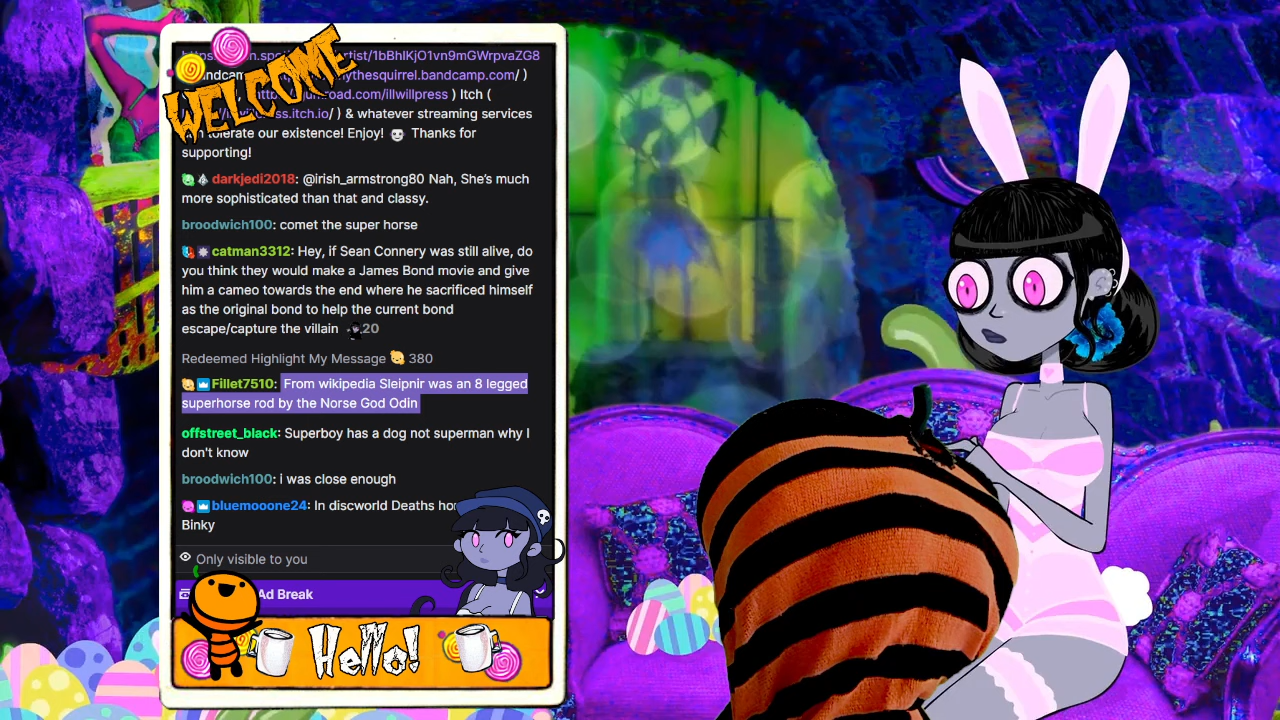 WELCOME
artist/1bBhIKjO1vn9mGWrpvaZG8
ythesquirrel.bandcamp.com/ )
road.com/illwillpress ) Itch (
itch.io/ ) & whatever streaming services
tolerate our existence! Enjoy! Thanks for
supporting!
darkjedi2018: @irish_armstrong80 Nah, She's much
more sophisticated than that and classy.
broodwich100: comet the super horse
catman3312: Hey, if Sean Connery was still alive, do
you think they would make a James Bond movie and give
him a cameo towards the end where he sacrificed himself
as the original bond to help the current bond
escape/capture the villain 20
Redeemed Highlight My Message 380
Fillet7510: From wikipedia Sleipnir was an 8 legged
superhorse rod by the Norse God Odin
offstreet_black: Superboy has a dog not superman why I
don't know
broodwich100: i was close enough
bluemooone24: In discworld Deaths
Binky
Only visible to you
Ad Break
Hello!